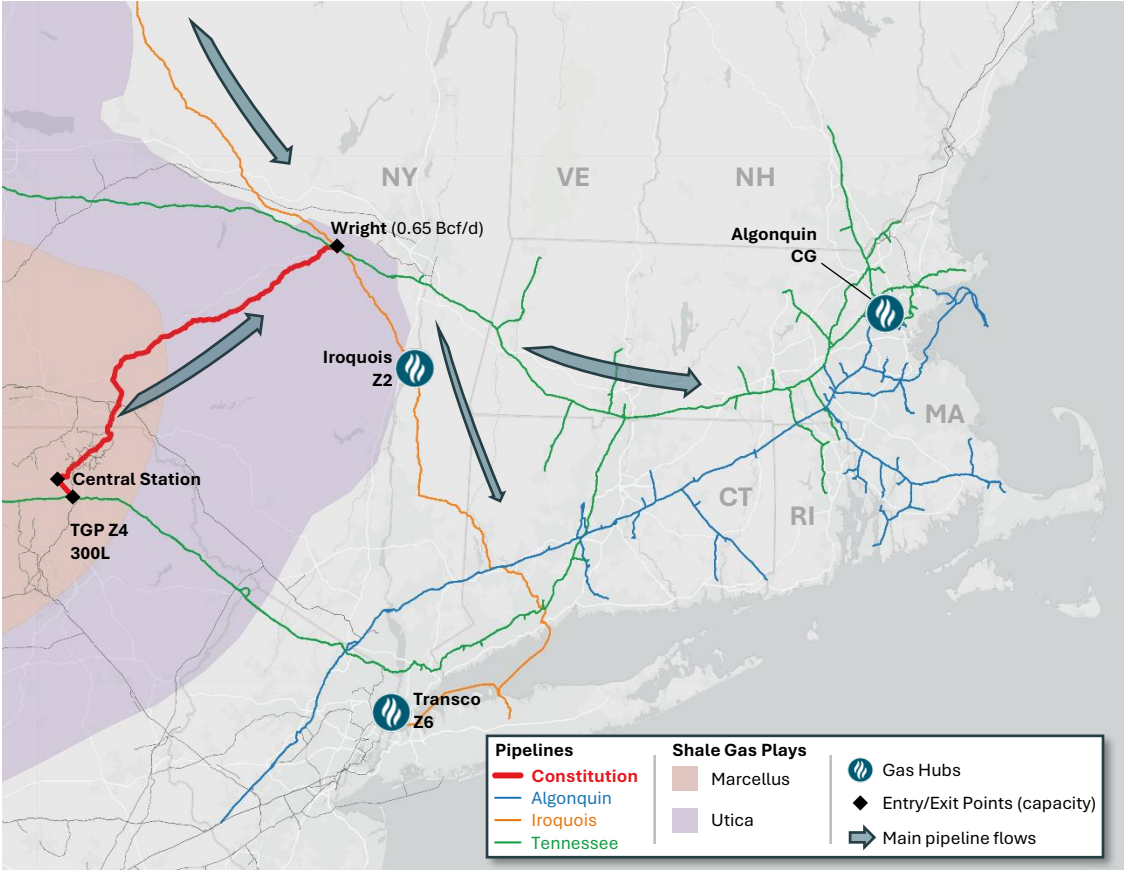 NY
VE
NH
Wright (0.65 Bcf/d)
Algonquin
CG
Iroquois
Z2
MA
Central Station
CT
RI
TGP Z4
300L
Transco
Z6
Pipelines
Constitution
Algonquin
Iroquois
Tennessee
Shale Gas Plays
Marcellus
Utica
Gas Hubs
Entry/Exit Points (capacity)
Main pipeline flows